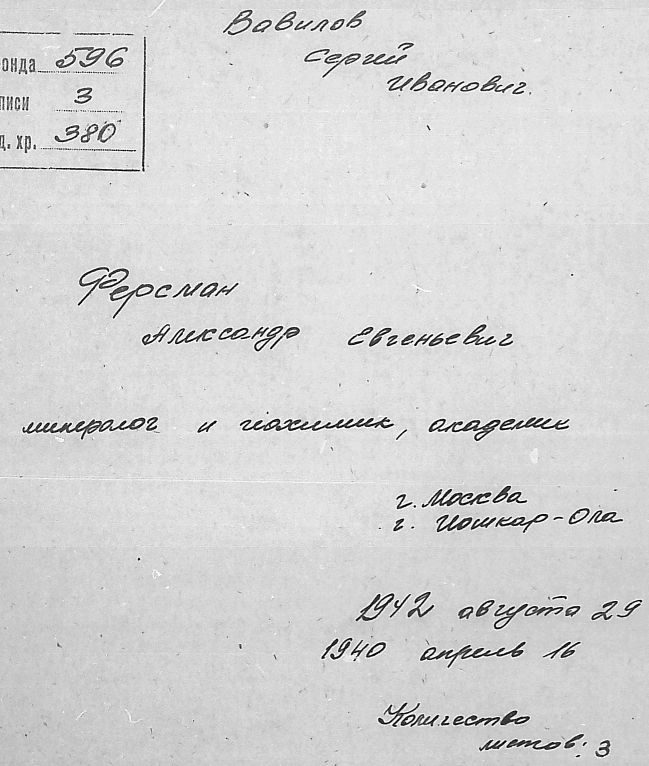 Вавилов
Сергей
Иванович.
онда 596
писи 3
д. хр. 380
Ферсман
Александр Евгеньевич
минералог и геохимик, академик
г. Москва
г. Йошкар-Ола
1942 августа 29
1940 апрель 16
Количество
листов: 3